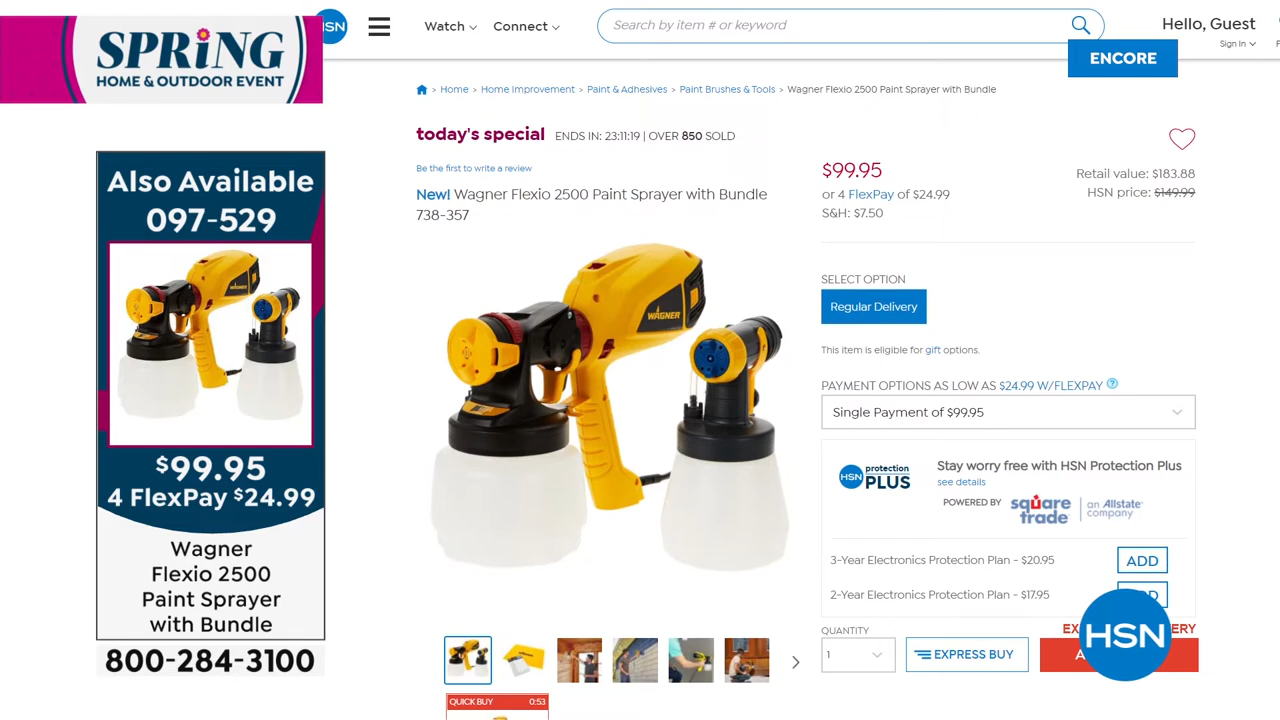 SPRING
HOME & OUTDOOR EVENT
Also Available
097-529
WAGNER
$99.95
4 FlexPay $24.99
Wagner
Flexio 2500
Paint Sprayer
with Bundle
800-284-3100
Watch
Connect
Search by item # or keyword
Hello, Guest
Sign In
ENCORE
> Home > Home Improvement > Paint & Adhesives > Paint Brushes & Tools > Wagner Flexio 2500 Paint Sprayer with Bundle
today's special ENDS IN: 23:11:19 | OVER 850 SOLD
Be the first to write a review
New! Wagner Flexio 2500 Paint Sprayer with Bundle
738-357
WAGNER
QUICK BUY 0:53
$99.95
or 4 FlexPay of $24.99
S&H: $7.50
Retail value: $183.88
HSN price: $149.99
SELECT OPTION
Regular Delivery
This item is eligible for gift options.
PAYMENT OPTIONS AS LOW AS $24.99 W/FLEXPAY ?
Single Payment of $99.95
HSN protection PLUS
Stay worry free with HSN Protection Plus
see details
POWERED BY square trade | an Allstate company
3-Year Electronics Protection Plan - $20.95 ADD
2-Year Electronics Protection Plan - $17.95
QUANTITY
1
EXPRESS BUY
HSN